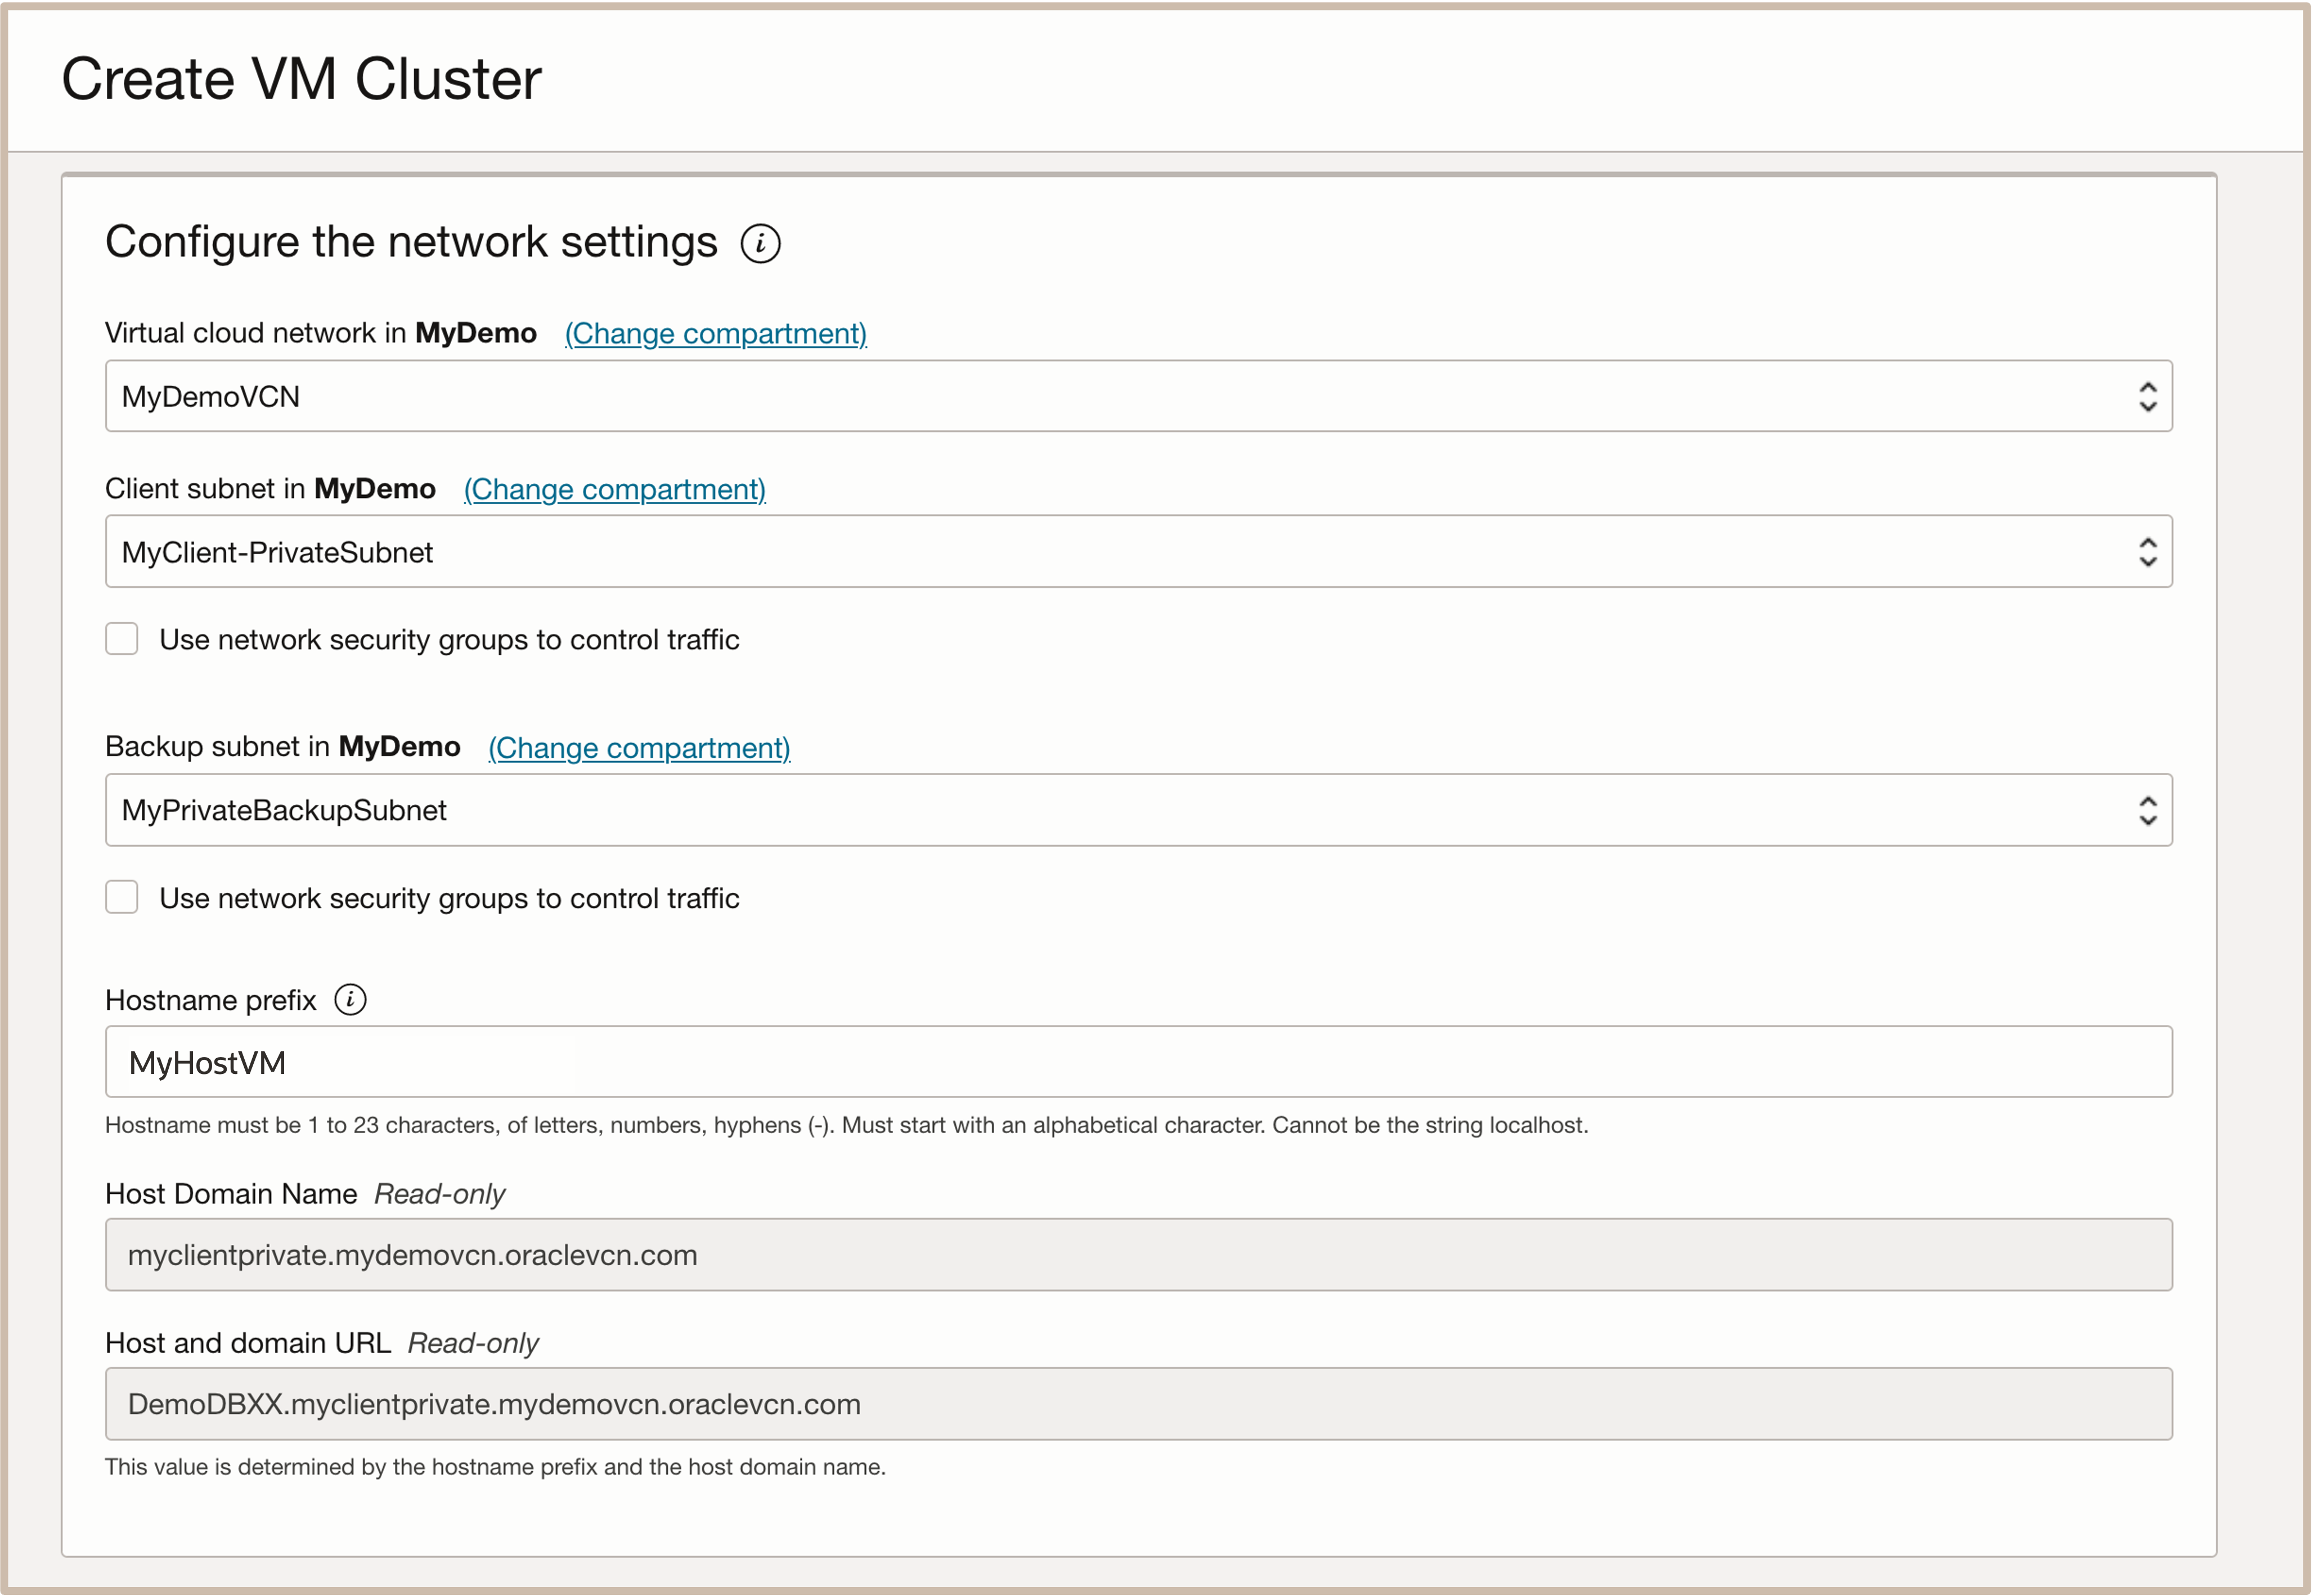 Create VM Cluster
Configure the network settings i
Virtual cloud network in MyDemo (Change compartment)
MyDemoVCN
Client subnet in MyDemo (Change compartment)
MyClient-PrivateSubnet
Use network security groups to control traffic
Backup subnet in MyDemo (Change compartment)
MyPrivateBackupSubnet
Use network security groups to control traffic
Hostname prefix i
MyHostVM
Hostname must be 1 to 23 characters, of letters, numbers, hyphens (-). Must start with an alphabetical character. Cannot be the string localhost.
Host Domain Name Read-only
myclientprivate.mydemovcn.oraclevcn.com
Host and domain URL Read-only
DemoDBXX.myclientprivate.mydemovcn.oraclevcn.com
This value is determined by the hostname prefix and the host domain name.